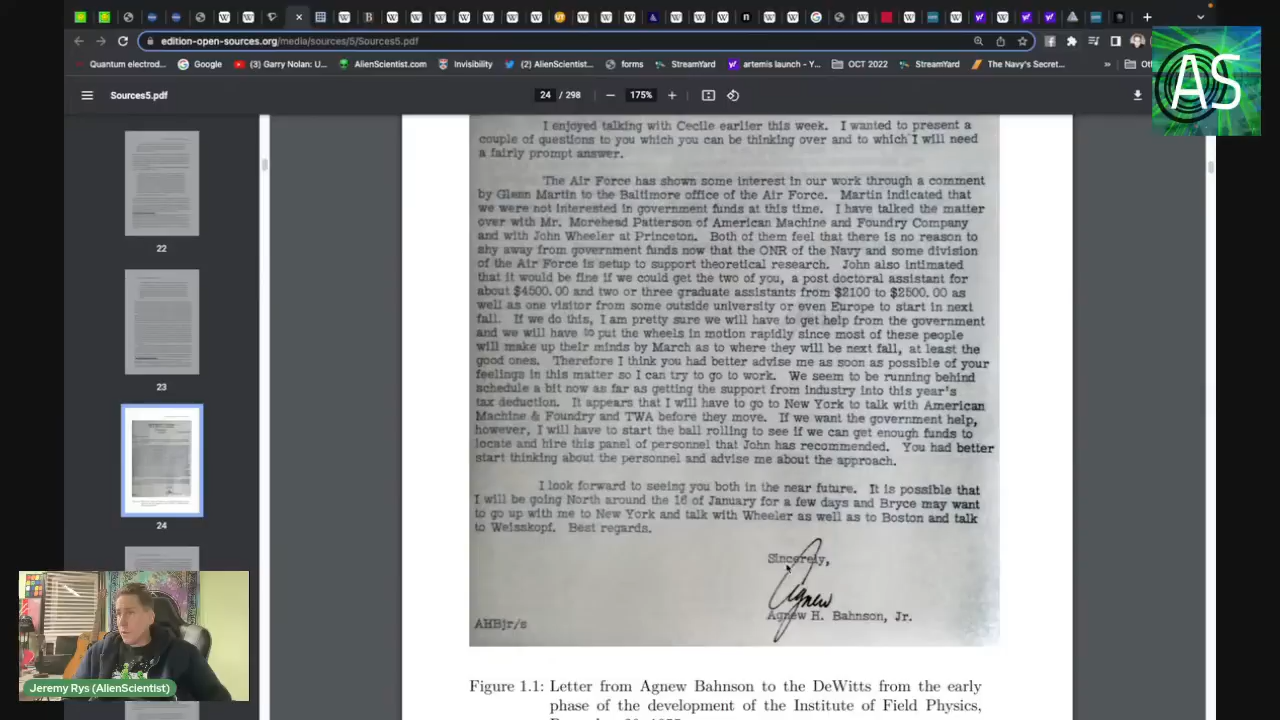 edition-open-sources.org/media/sources/5/Sources5.pdf
Quantum electrod...
Google
(3) Garry Nolan: U...
AlienScientist.com
Invisibility
(2) AlienScientist...
forms
StreamYard
artemis launch - Y...
OCT 2022
StreamYard
The Navy's Secret...
Sources5.pdf
24 / 298
175%
AS
22
23
24
I enjoyed talking with Cecile earlier this week. I wanted to present a
couple of questions to you which you can be thinking over and to which I will need
a fairly prompt answer.
The Air Force has shown some interest in our work through a comment
by Glenn Martin to the Baltimore office of the Air Force. Martin indicated that
we were not interested in government funds at this time. I have talked the matter
over with Mr. Morehead Patterson of American Machine and Foundry Company
and with John Wheeler at Princeton. Both of them feel that there is no reason to
shy away from government funds now that the ONR of the Navy and some division
of the Air Force is setup to support theoretical research. John also intimated
that it would be fine if we could get the two of you, a post doctoral assistant for
about $4500.00 and two or three graduate assistants from $2100 to $2500.00 as
well as one visitor from some outside university or even Europe to start in next
fall. If we do this, I am pretty sure we will have to get help from the government
and we will have to put the wheels in motion rapidly since most of these people
will make up their minds by March as to where they will be next fall, at least the
good ones. Therefore I think you had better advise me as soon as possible of your
feelings in this matter so I can try to go to work. We seem to be running behind
schedule a bit now as far as getting the support from industry into this year's
tax deduction. It appears that I will have to go to New York to talk with American
Machine & Foundry and TWA before they move. If we want the government help,
however, I will have to start the ball rolling to see if we can get enough funds to
locate and hire this panel of personnel that John has recommended. You had better
start thinking about the personnel and advise me about the approach.
I look forward to seeing you both in the near future. It is possible that
I will be going North around the 16 of January for a few days and Bryce may want
to go up with me to New York and talk with Wheeler as well as to Boston and talk
to Weisskopf. Best regards.
Sincerely,
Agnew
Agnew H. Bahnson, Jr.
AHBjr/s
Figure 1.1: Letter from Agnew Bahnson to the DeWitts from the early
phase of the development of the Institute of Field Physics,
Jeremy Rys (AlienScientist)